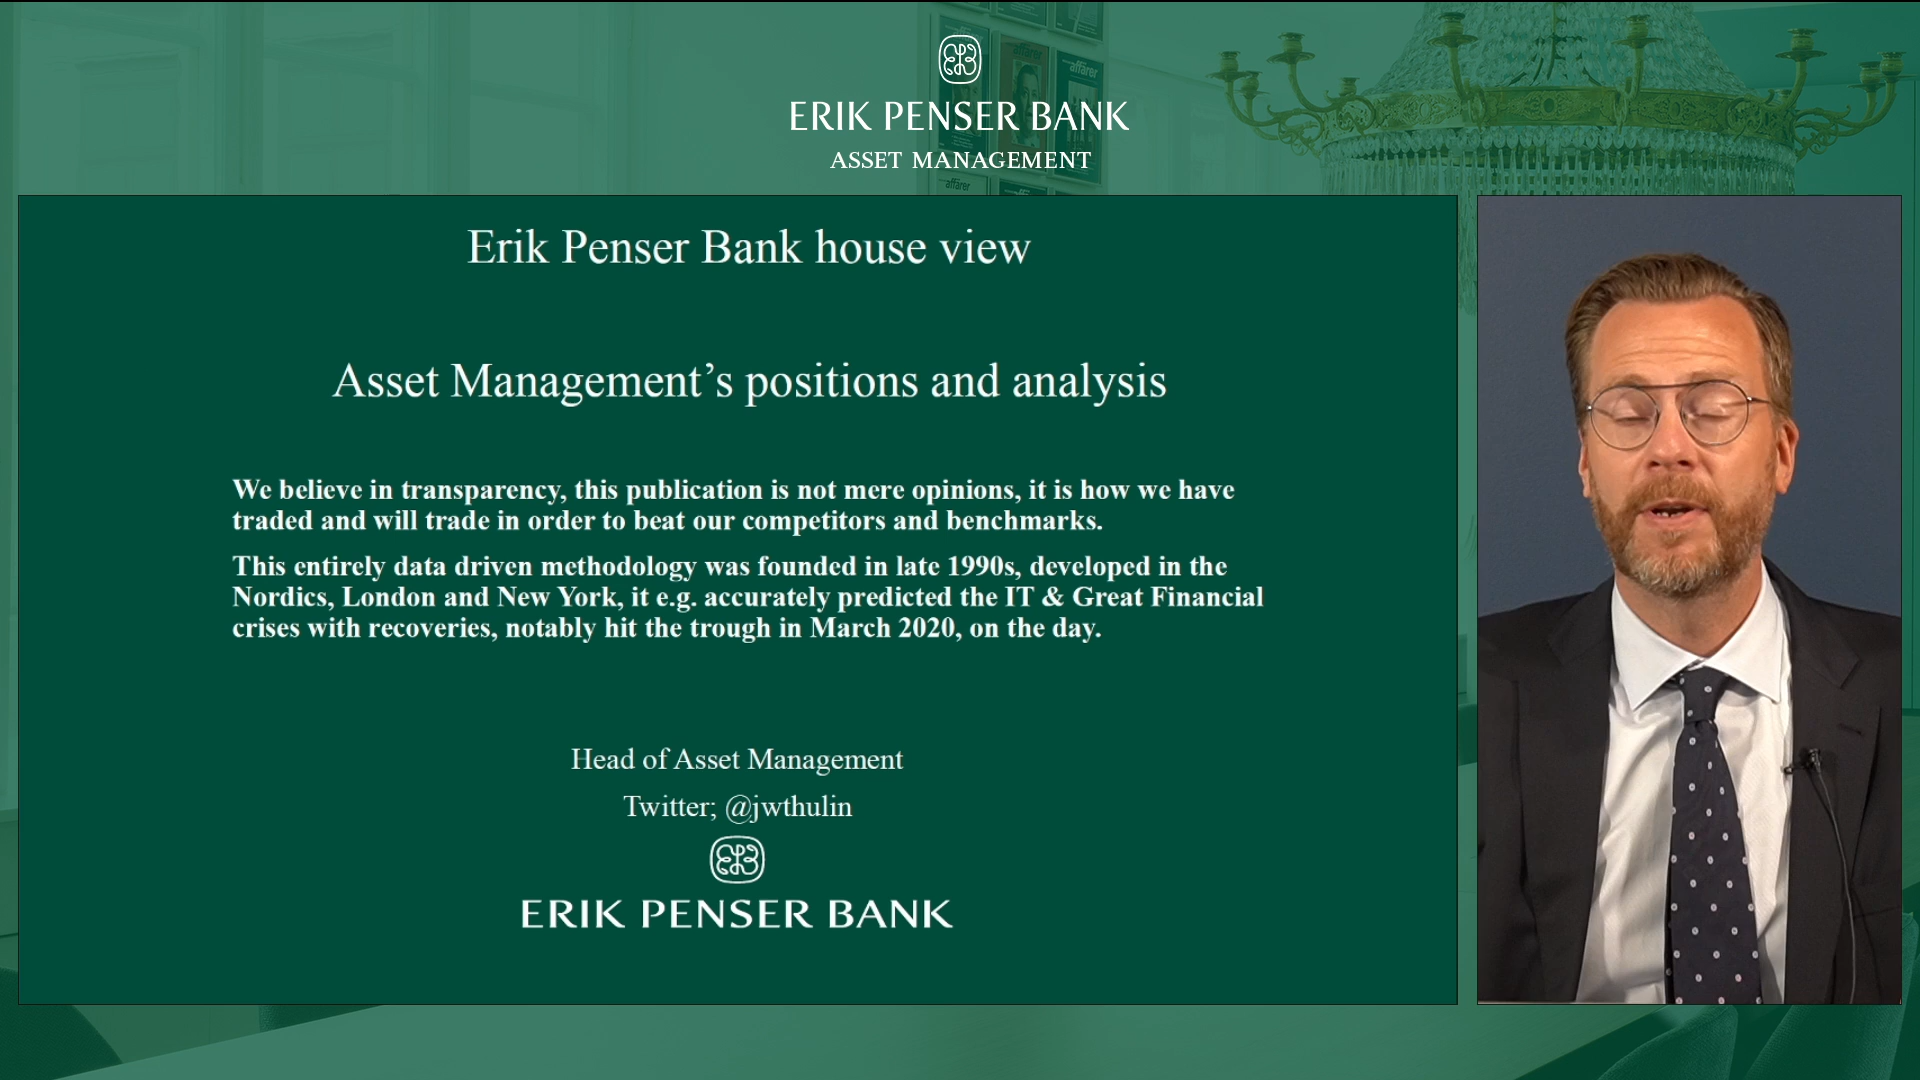 affärer
affärer
ERIK PENSER BANK
ASSET MANAGEMENT
affärer
Erik Penser Bank house view
Asset Management’s positions and analysis
We believe in transparency, this publication is not mere opinions, it is how we have
traded and will trade in order to beat our competitors and benchmarks.
This entirely data driven methodology was founded in late 1990s, developed in the
Nordics, London and New York, it e.g. accurately predicted the IT & Great Financial
crises with recoveries, notably hit the trough in March 2020, on the day.
Head of Asset Management
Twitter; @jwthulin
ERIK PENSER BANK